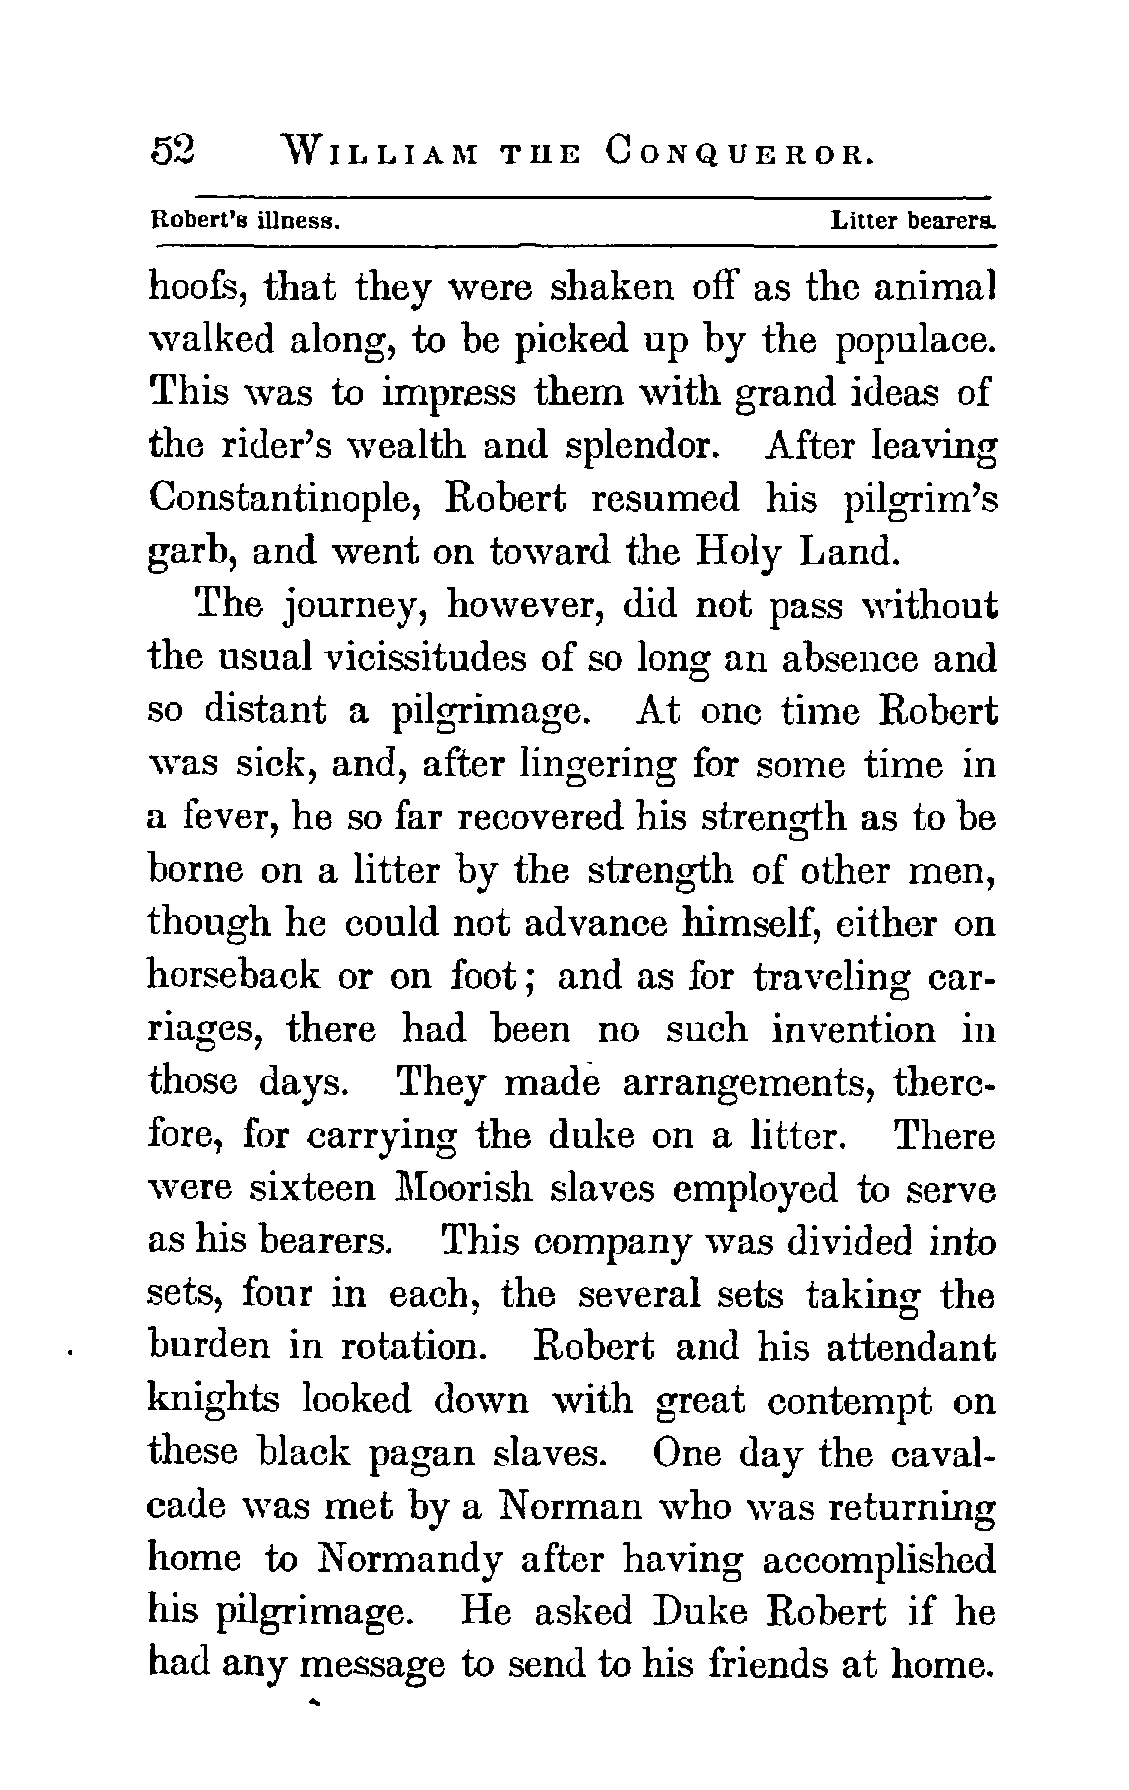 52 WILLIAM THE CONQUEROR.
Robert's illness. Litter bearers.
hoofs, that they were shaken off as the animal
walked along, to be picked up by the populace.
This was to impress them with grand ideas of
the rider's wealth and splendor. After leaving
Constantinople, Robert resumed his pilgrim's
garb, and went on toward the Holy Land.
The journey, however, did not pass without
the usual vicissitudes of so long an absence and
so distant a pilgrimage. At one time Robert
was sick, and, after lingering for some time in
a fever, he so far recovered his strength as to be
borne on a litter by the strength of other men,
though he could not advance himself, either on
horseback or on foot; and as for traveling car-
riages, there had been no such invention in
those days. They made arrangements, there-
fore, for carrying the duke on a litter. There
were sixteen Moorish slaves employed to serve
as his bearers. This company was divided into
sets, four in each, the several sets taking the
burden in rotation. Robert and his attendant
knights looked down with great contempt on
these black pagan slaves. One day the caval-
cade was met by a Norman who was returning
home to Normandy after having accomplished
his pilgrimage. He asked Duke Robert if he
had any message to send to his friends at home.